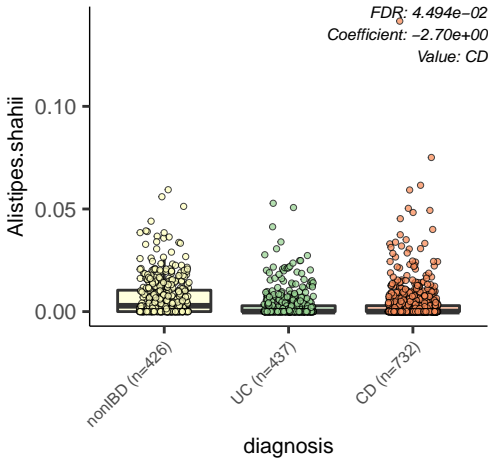 FDR: 4.494e−02
Coefficient: −2.70e+00
Value: CD
Alistipes.shahii
0.10
0.05
0.00
nonIBD (n=426)
UC (n=437)
CD (n=732)
diagnosis